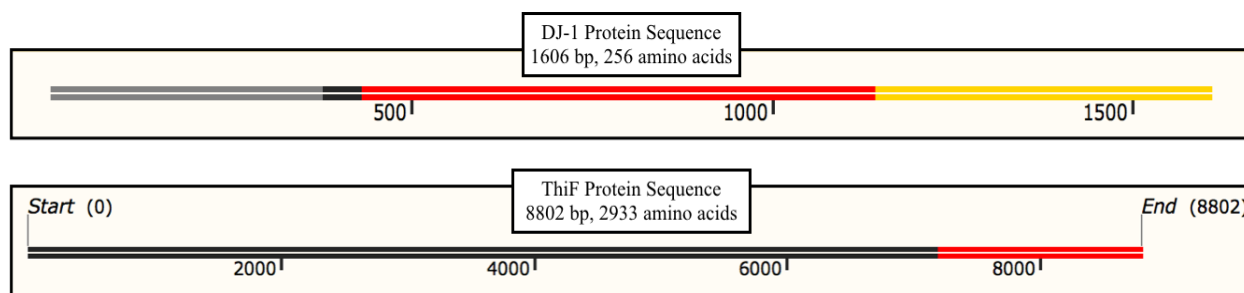 DJ-1 Protein Sequence
1606 bp, 256 amino acids
500
1000
1500
ThiF Protein Sequence
8802 bp, 2933 amino acids
Start (0)
End (8802)
2000
4000
6000
8000